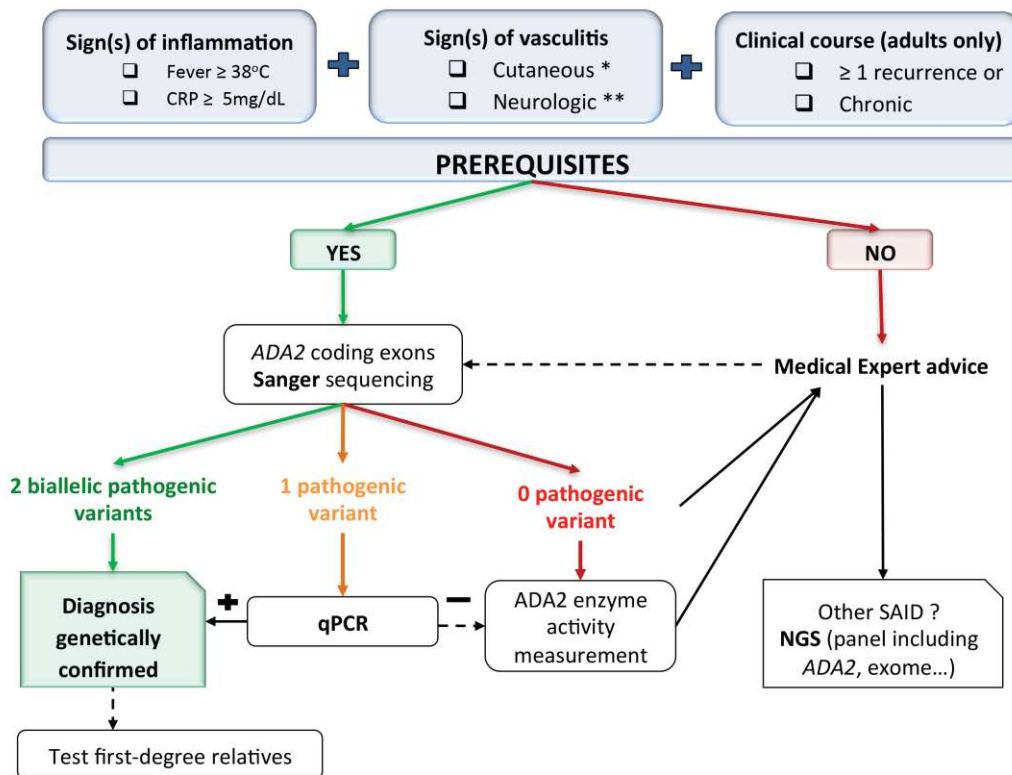 Sign(s) of inflammation
❑ Fever ≥ 38°C
❑ CRP ≥ 5mg/dL
+
Sign(s) of vasculitis
❑ Cutaneous *
❑ Neurologic **
+
Clinical course (adults only)
❑ ≥ 1 recurrence or
❑ Chronic
PREREQUISITES
YES
NO
ADA2 coding exons
Sanger sequencing
Medical Expert advice
2 biallelic pathogenic
variants
1 pathogenic
variant
0 pathogenic
variant
Diagnosis
genetically
confirmed
+
qPCR
−
ADA2 enzyme
activity
measurement
Other SAID ?
NGS (panel including
ADA2, exome...)
Test first-degree relatives